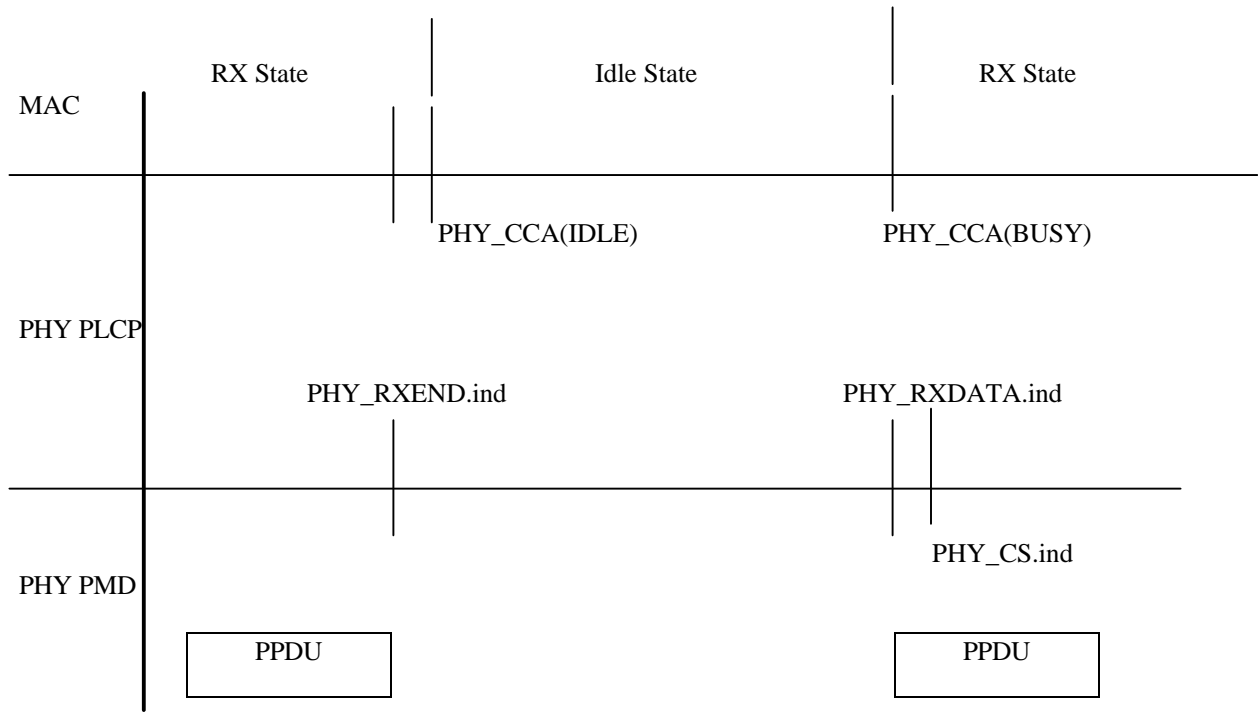 RX State
Idle State
RX State
MAC
PHY_CCA(IDLE)
PHY_CCA(BUSY)
PHY PLCP
PHY_RXEND.ind
PHY_RXDATA.ind
PHY_CS.ind
PHY PMD
PPDU
PPDU